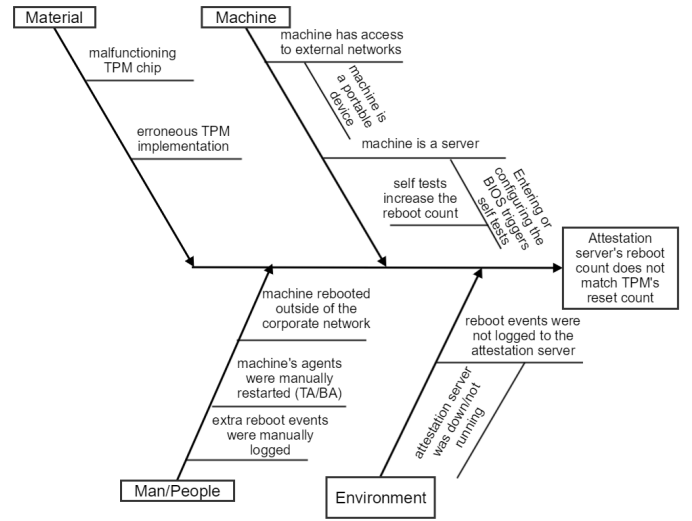 Material
Machine
machine has access
to external networks
malfunctioning
TPM chip
machine is
a portable
device
erroneous TPM
implementation
machine is a server
self tests
increase the
reboot count
Entering or
configuring the
BIOS triggers
self tests
Attestation
server's reboot
count does not
match TPM's
reset count
machine rebooted
outside of the
corporate network
machine's agents
were manually
restarted (TA/BA)
extra reboot events
were manually
logged
reboot events were
not logged to the
attestation server
attestation server
was down/not
running
Man/People
Environment